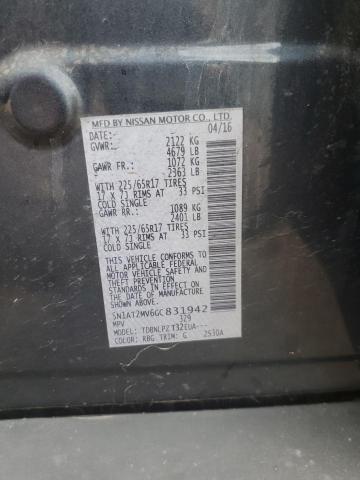 MFD BY NISSAN MOTOR CO., LTD.
DATE: 04/16
GVWR: 2122 KG
4679 LB
GAWR FR: 1072 KG
2363 LB
WITH 225/65R17 TIRES
17 X 7J RIMS AT 33 PSI
COLD SINGLE
GAWR RR: 1089 KG
2401 LB
WITH 225/65R17 TIRES
17 X 7J RIMS AT 33 PSI
COLD SINGLE
THIS VEHICLE CONFORMS TO
ALL APPLICABLE FEDERAL
MOTOR VEHICLE SAFETY AND
THEFT PREVENTION
STANDARDS IN EFFECT ON
THE DATE OF MANUFACTURE
SHOWN ABOVE.
5N1AT2MV6GC831942
MPV 329
MODEL: TDBNLPZT32EUA---
COLOR: RBG TRIM: G 2530A